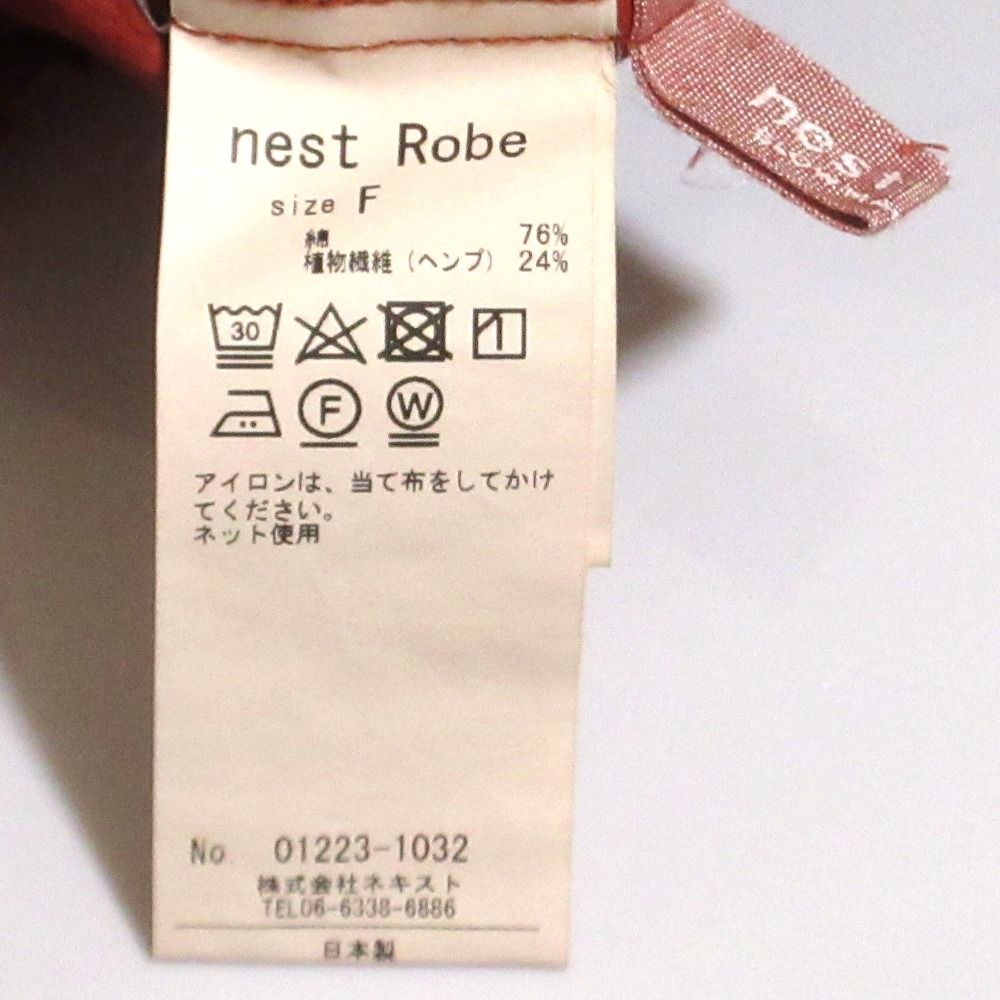 nest Robe
size F
綿 76%
植物繊維（ヘンプ） 24%
30
F W
アイロンは、当て布をしてかけ
てください。
ネット使用
No 01223-1032
株式会社ネキスト
TEL06-6338-6886
日本製
nest